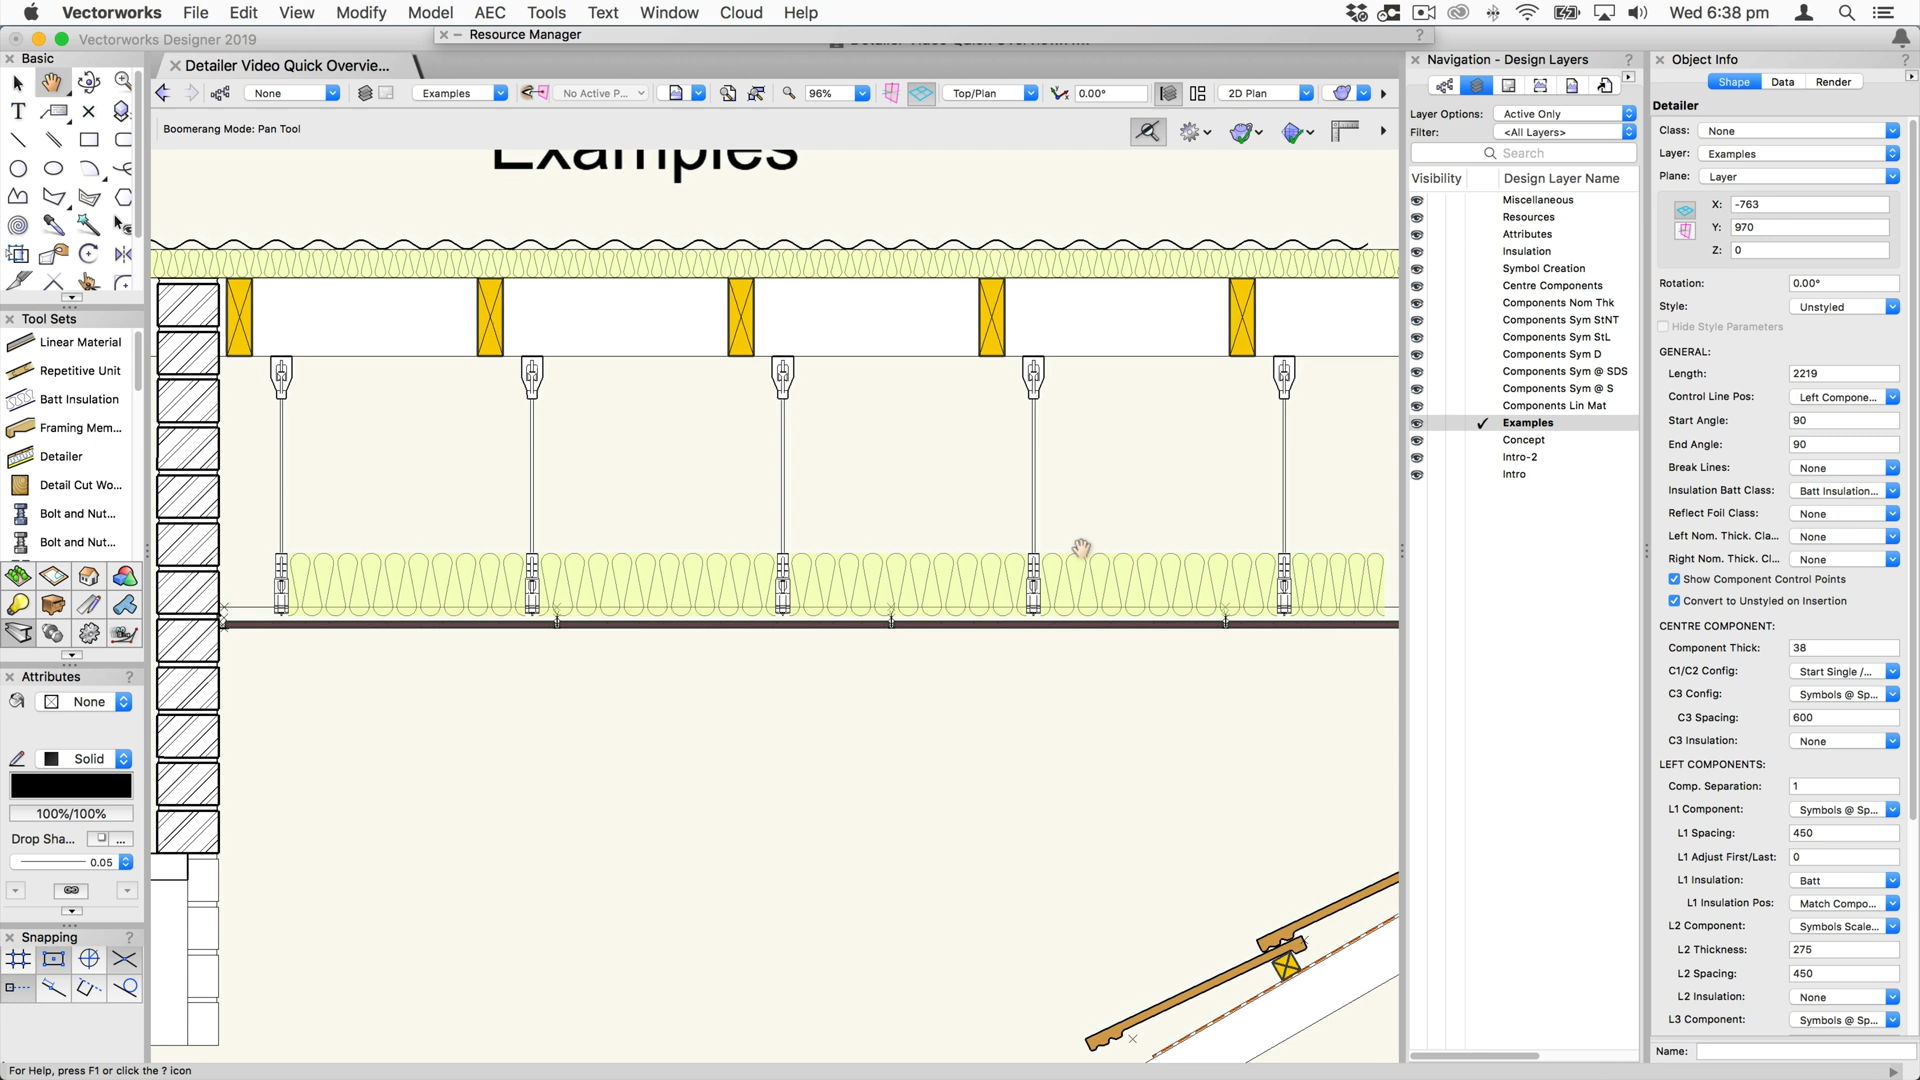 Vectorworks File Edit View Modify Model AEC Tools Text Window Cloud Help Wed 6:38 pm
Vectorworks Designer 2019
Resource Manager ?
Basic
Detailer Video Quick Overvie...
None Examples No Active P... 96% Top/Plan 0.00° 2D Plan
Boomerang Mode: Pan Tool
Examples
Tool Sets
Linear Material
Repetitive Unit
Batt Insulation
Framing Mem...
Detailer
Detail Cut Wo...
Bolt and Nut...
Bolt and Nut...
Attributes ?
None
Solid
100%/100%
Drop Sha... ...
0.05
Snapping ?
For Help, press F1 or click the ? icon
Navigation - Design Layers ?
Layer Options: Active Only
Filter: <All Layers>
Search
Visibility Design Layer Name
Miscellaneous
Resources
Attributes
Insulation
Symbol Creation
Centre Components
Components Nom Thk
Components Sym StNT
Components Sym StL
Components Sym D
Components Sym @ SDS
Components Sym @ S
Components Lin Mat
Examples
Concept
Intro-2
Intro
Object Info ?
Shape Data Render
Detailer
Class: None
Layer: Examples
Plane: Layer
X: -763
Y: 970
Z: 0
Rotation: 0.00°
Style: Unstyled
Hide Style Parameters
GENERAL:
Length: 2219
Control Line Pos: Left Compone...
Start Angle: 90
End Angle: 90
Break Lines: None
Insulation Batt Class: Batt Insulation...
Reflect Foil Class: None
Left Nom. Thick. Cla... None
Right Nom. Thick. Cl... None
Show Component Control Points
Convert to Unstyled on Insertion
CENTRE COMPONENT:
Component Thick: 38
C1/C2 Config: Start Single /...
C3 Config: Symbols @ Sp...
C3 Spacing: 600
C3 Insulation: None
LEFT COMPONENTS:
Comp. Separation: 1
L1 Component: Symbols @ Sp...
L1 Spacing: 450
L1 Adjust First/Last: 0
L1 Insulation: Batt
L1 Insulation Pos: Match Compo...
L2 Component: Symbols Scale...
L2 Thickness: 275
L2 Spacing: 450
L2 Insulation: None
L3 Component: Symbols @ Sp...
Name: